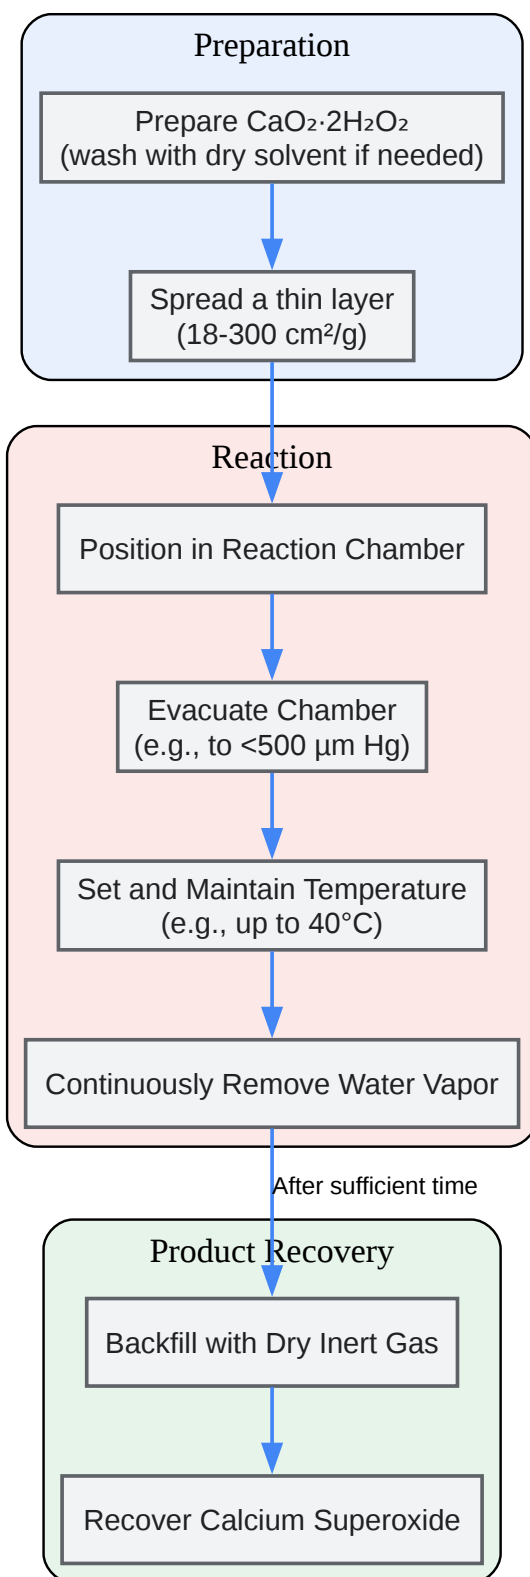 Preparation
Prepare CaO₂·2H₂O₂
(wash with dry solvent if needed)
Spread a thin layer
(18-300 cm²/g)
Reaction
Position in Reaction Chamber
Evacuate Chamber
(e.g., to <500 µm Hg)
Set and Maintain Temperature
(e.g., up to 40°C)
Continuously Remove Water Vapor
After sufficient time
Product Recovery
Backfill with Dry Inert Gas
Recover Calcium Superoxide